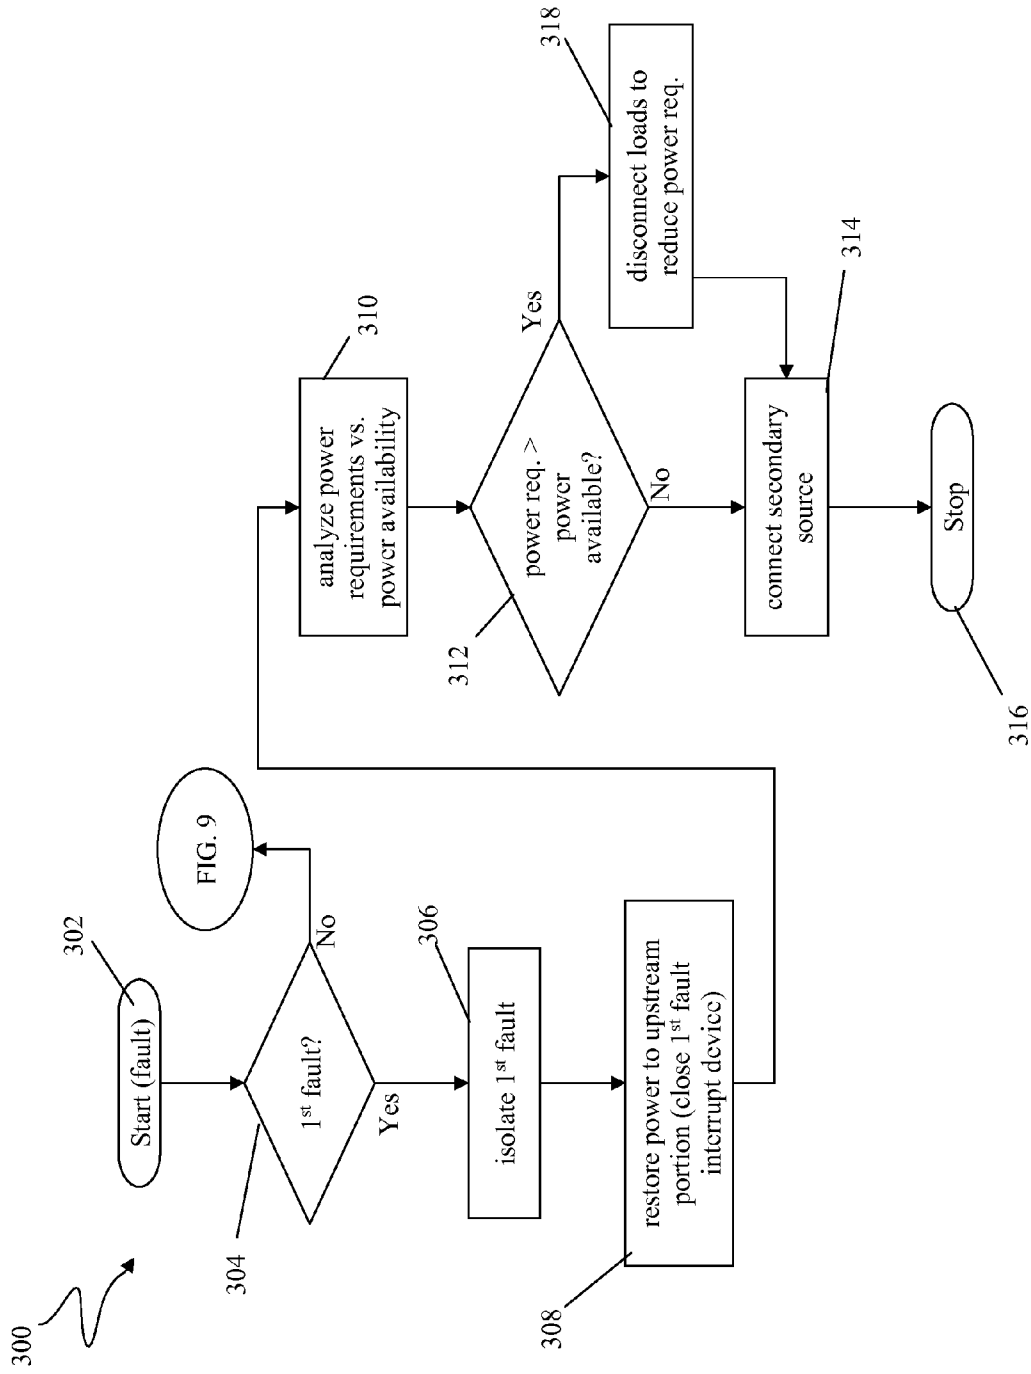 300
302
Start (fault)
304
1st fault?
No
FIG. 9
Yes
306
isolate 1st fault
308
restore power to upstream
portion (close 1st fault
interrupt device)
310
analyze power
requirements vs.
power availability
312
power req. >
power
available?
Yes
No
318
disconnect loads to
reduce power req.
314
connect secondary
source
316
Stop